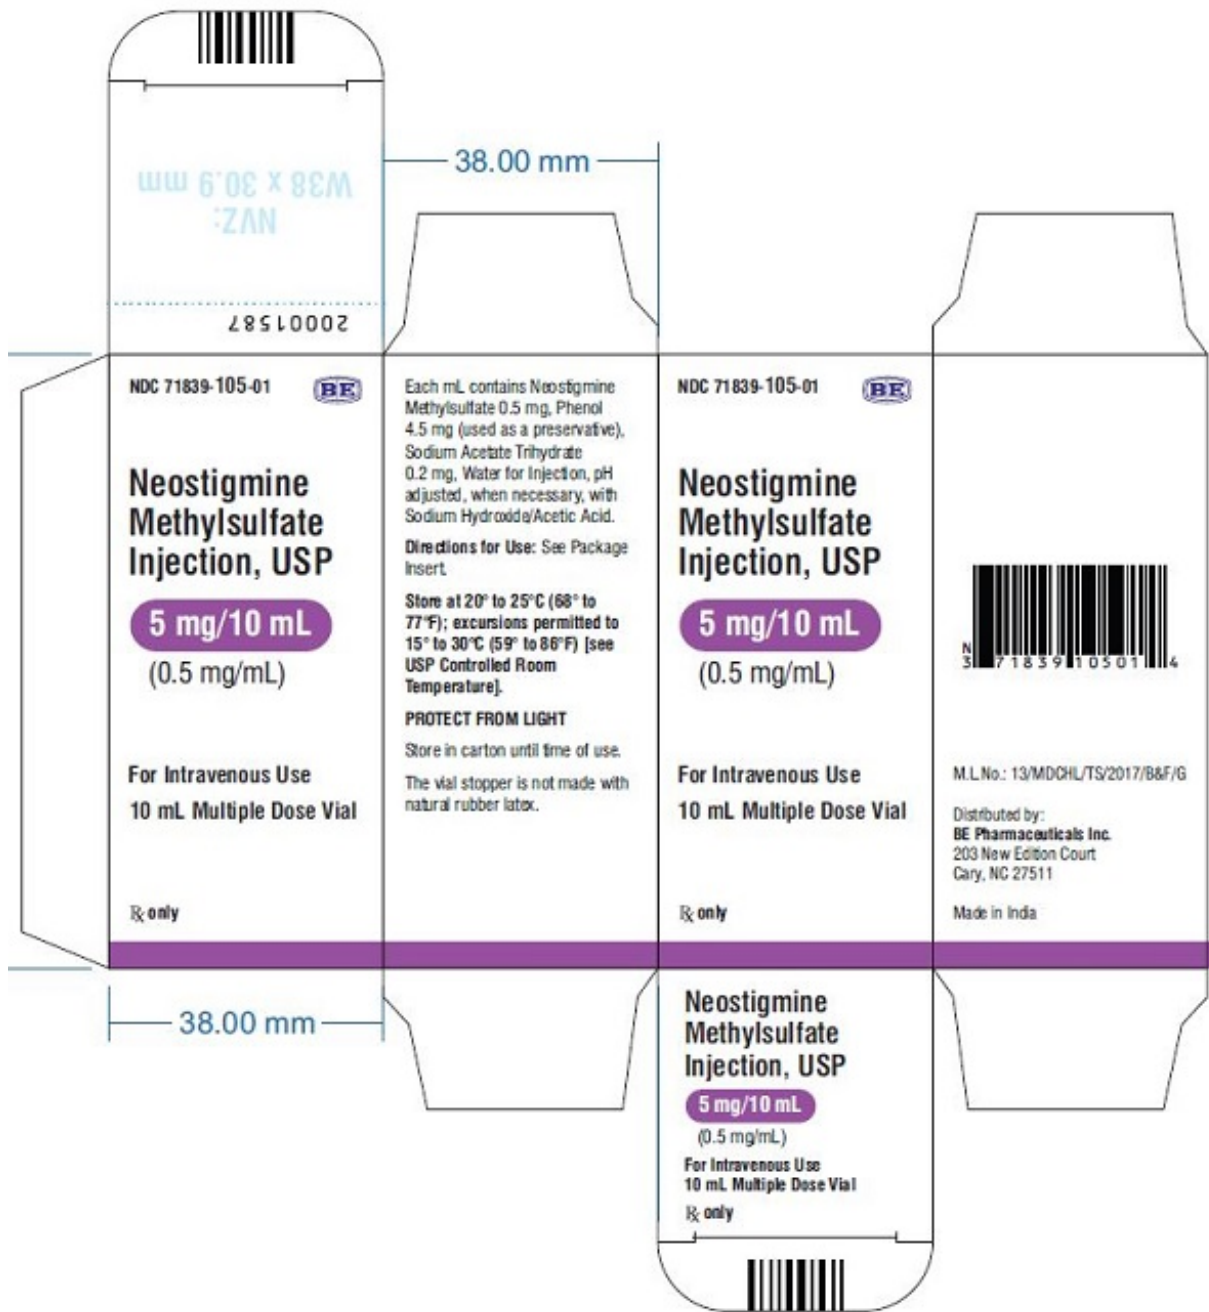 NVZ:
W38 x 30.9 mm
20001587
38.00 mm
NDC 71839-105-01
BE
Neostigmine
Methylsulfate
Injection, USP
5 mg/10 mL
(0.5 mg/mL)
For Intravenous Use
10 mL Multiple Dose Vial
℞ only
Each mL contains Neostigmine
Methylsulfate 0.5 mg, Phenol
4.5 mg (used as a preservative),
Sodium Acetate Trihydrate
0.2 mg, Water for Injection, pH
adjusted, when necessary, with
Sodium Hydroxide/Acetic Acid.
Directions for Use: See Package
Insert.
Store at 20° to 25°C (68° to
77°F); excursions permitted to
15° to 30°C (59° to 86°F) [see
USP Controlled Room
Temperature].
PROTECT FROM LIGHT
Store in carton until time of use.
The vial stopper is not made with
natural rubber latex.
NDC 71839-105-01
BE
Neostigmine
Methylsulfate
Injection, USP
5 mg/10 mL
(0.5 mg/mL)
For Intravenous Use
10 mL Multiple Dose Vial
℞ only
N
3 71839 10501 4
M.L.No.: 13/MDCHL/TS/2017/B&F/G
Distributed by:
BE Pharmaceuticals Inc.
203 New Edition Court
Cary, NC 27511
Made in India
38.00 mm
Neostigmine
Methylsulfate
Injection, USP
5 mg/10 mL
(0.5 mg/mL)
For Intravenous Use
10 mL Multiple Dose Vial
℞ only